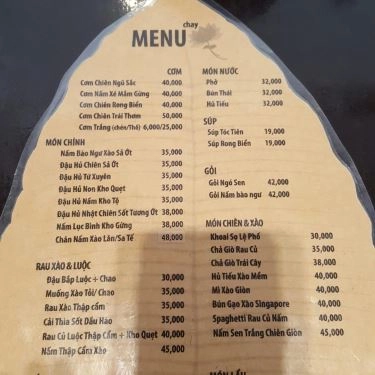 chay
MENU
CƠM
Cơm Chiên Ngũ Sắc 40,000
Cơm Nấm Xé Mắm Gừng 40,000
Cơm Chiên Rong Biển 40,000
Cơm Chiên Trái Thơm 50,000
Cơm Trắng (chén/Thố) 6,000/25,000
MÓN CHÍNH
Nấm Bào Ngư Xào Sả Ớt 35,000
Đậu Hủ Chiên Sả Ớt 35,000
Đậu Hủ Tứ Xuyên 35,000
Đậu Hủ Non Kho Quẹt 35,000
Đậu Hủ Nấm Kho Tộ 35,000
Đậu Hủ Nhật Chiên Sốt Tương Ớt 38,000
Nấm Lục Bình Kho Gừng 38,000
Chân Nấm Xào Lăn/Sa Tế 48,000
RAU XÀO & LUỘC
Đậu Bắp Luộc + Chao 30,000
Muống Xào Tỏi/ Chao 35,000
Rau Xào Thập cẩm 35,000
Cải Thìa Sốt Dầu Hào 35,000
Rau Củ Luộc Thập Cẩm + Kho Quẹt 40,000
Nấm Thập Cẩm Xào 45,000
MÓN NƯỚC
Phở 32,000
Bún Thái 32,000
Hủ Tiếu 32,000
SÚP
Súp Tóc Tiên 19,000
Súp Rong Biển 19,000
GỎI
Gỏi Ngó Sen 42,000
Gỏi Nấm bào ngư 42,000
MÓN CHIÊN & XÀO
Khoai Sọ Lệ Phố 30,000
Chả Giò Rau Củ 35,000
Chả Giò Trái Cây 38,000
Hủ Tiếu Xào Mềm 40,000
Mì Xào Giòn 40,000
Bún Gạo Xào Singapore 40,000
Spaghetti Rau Củ Nấm 40,000
Nấm Sen Trắng Chiên Giòn 45,000
MÓN LẨU